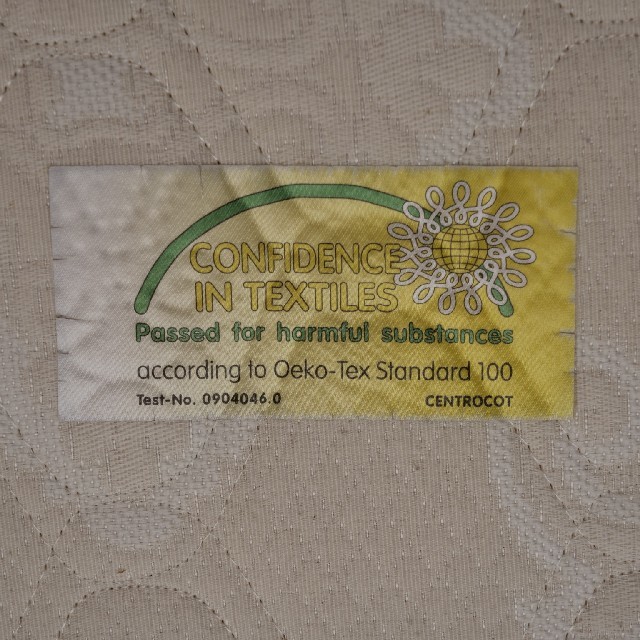 CONFIDENCE
IN TEXTILES
Passed for harmful substances
according to Oeko-Tex Standard 100
Test-No. 0904046.0 CENTROCOT